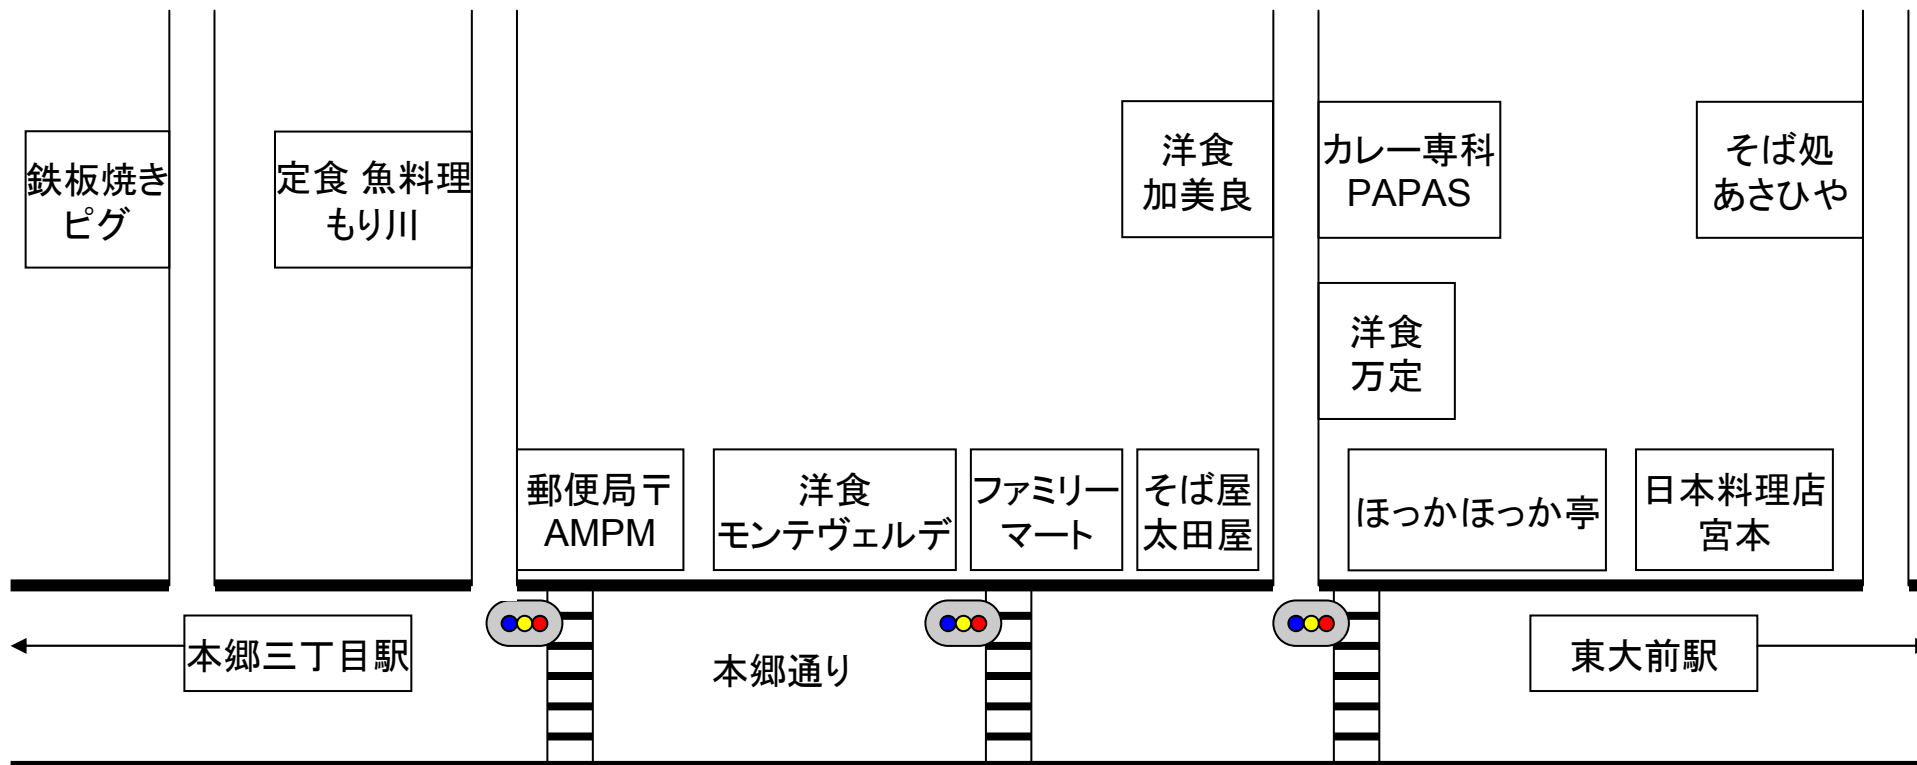 鉄板焼き
ピグ
定食 魚料理
もり川
洋食
加美良
カレー専科
PAPAS
そば処
あさひや
洋食
万定
郵便局〒
AMPM
洋食
モンテヴェルデ
ファミリー
マート
そば屋
太田屋
ほっかほっか亭
日本料理店
宮本
本郷三丁目駅
本郷通り
東大前駅